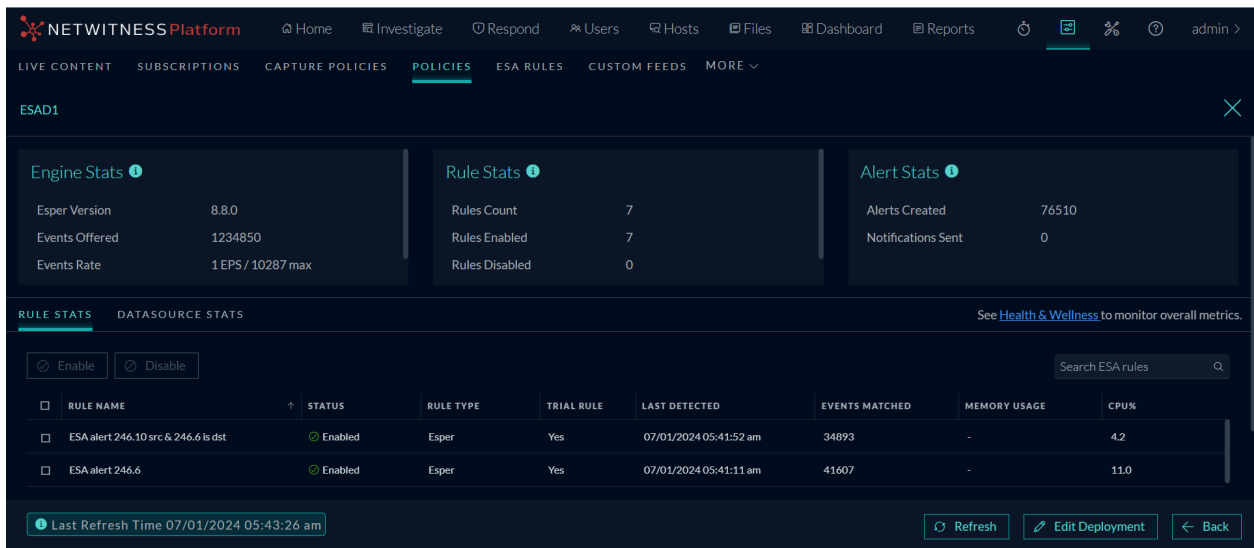 NETWITNESS Platform Home Investigate Respond Users Hosts Files Dashboard Reports admin >
LIVE CONTENT SUBSCRIPTIONS CAPTURE POLICIES POLICIES ESA RULES CUSTOM FEEDS MORE
ESAD1
Engine Stats Rule Stats Alert Stats
Esper Version 8.8.0 Rules Count 7 Alerts Created 76510
Events Offered 1234850 Rules Enabled 7 Notifications Sent 0
Events Rate 1 EPS / 10287 max Rules Disabled 0
RULE STATS DATASOURCE STATS See Health & Wellness to monitor overall metrics.
Enable Disable Search ESA rules
RULE NAME STATUS RULE TYPE TRIAL RULE LAST DETECTED EVENTS MATCHED MEMORY USAGE CPU%
ESA alert 246.10 src & 246.6 is dst Enabled Esper Yes 07/01/2024 05:41:52 am 34893 - 4.2
ESA alert 246.6 Enabled Esper Yes 07/01/2024 05:41:11 am 41607 - 11.0
Last Refresh Time 07/01/2024 05:43:26 am Refresh Edit Deployment Back